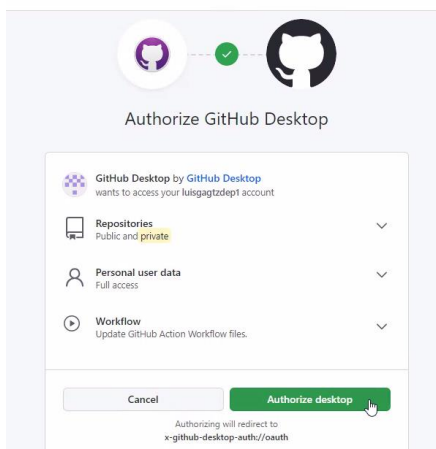 Authorize GitHub Desktop
GitHub Desktop by GitHub Desktop
wants to access your luisgagtzdep1 account
Repositories
Public and private
Personal user data
Full access
Workflow
Update GitHub Action Workflow files.
Cancel
Authorize desktop
Authorizing will redirect to
x-github-desktop-auth://oauth